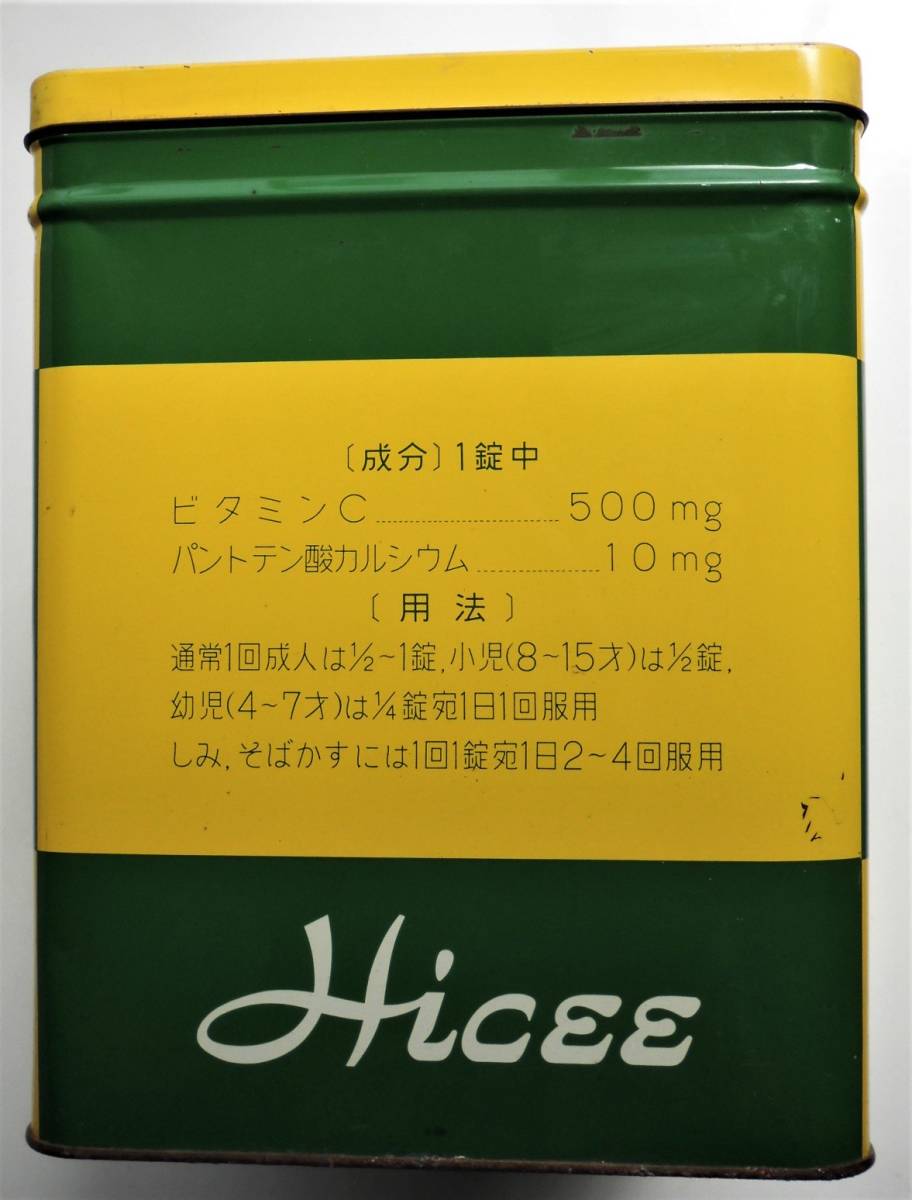 〔成分〕1錠中
ビタミンC 500mg
パントテン酸カルシウム 10mg
〔用法〕
通常1回成人は½~1錠,小児(8~15才)は½錠,
幼児(4~7才)は¼錠宛1日1回服用
しみ,そばかすには1回1錠宛1日2~4回服用
Hicee